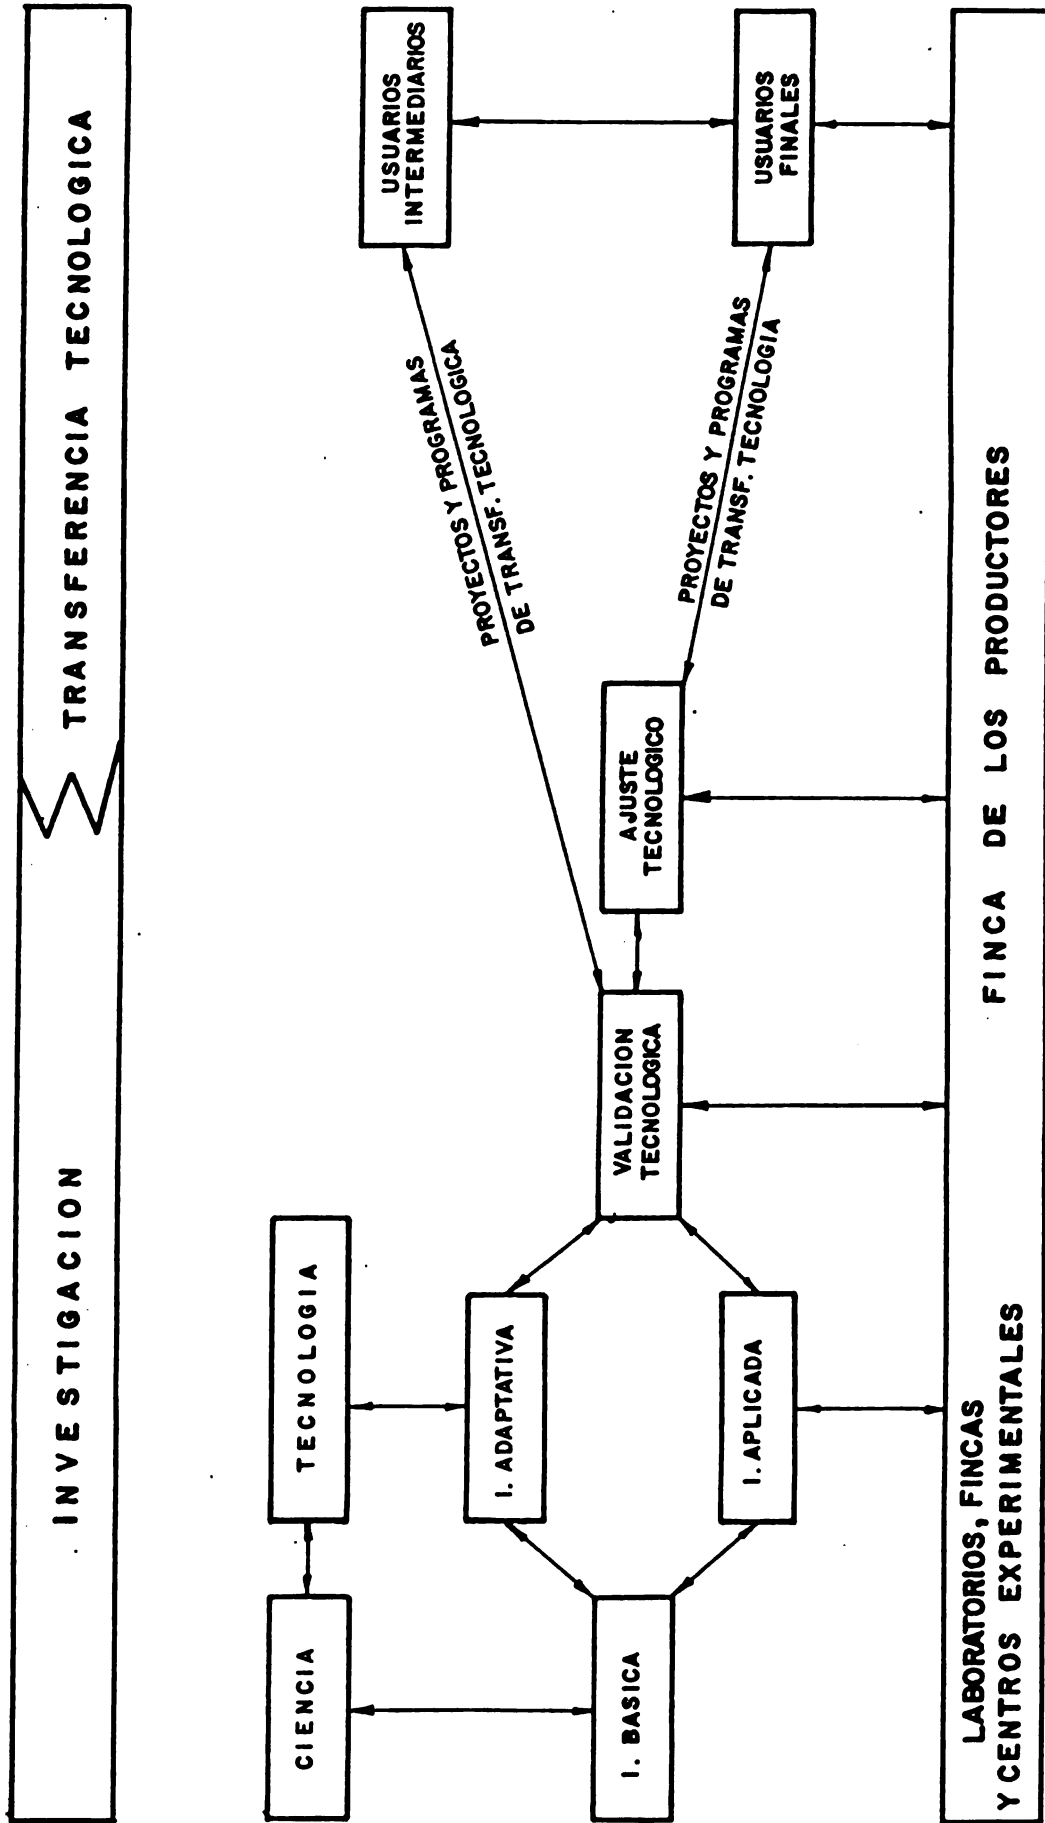 INVESTIGACION
TRANSFERENCIA TECNOLOGICA
CIENCIA
TECNOLOGIA
USUARIOS
INTERMEDIARIOS
I. BASICA
I. ADAPTATIVA
I. APLICADA
VALIDACION
TECNOLOGICA
AJUSTE
TECNOLOGICO
PROYECTOS Y PROGRAMAS
DE TRANSF. TECNOLOGICA
PROYECTOS Y PROGRAMAS
DE TRANSF. TECNOLOGIA
USUARIOS
FINALES
LABORATORIOS, FINCAS
Y CENTROS EXPERIMENTALES
FINCA DE LOS PRODUCTORES